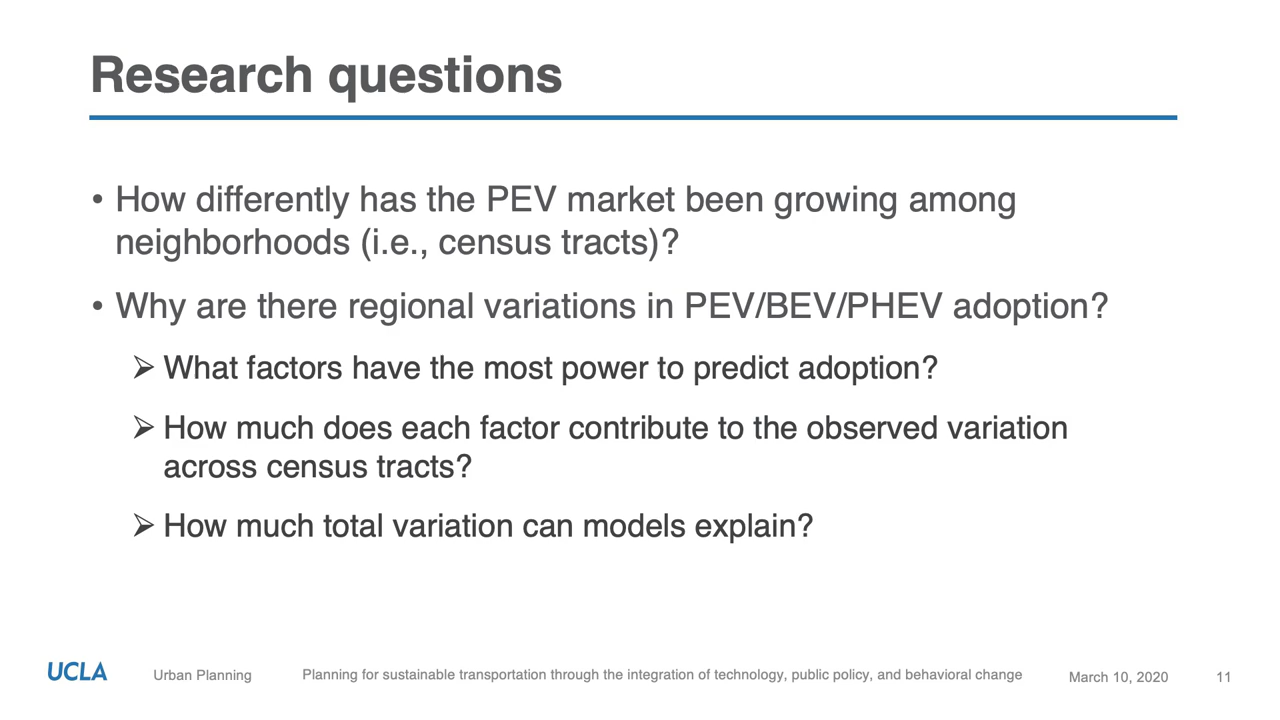 Research questions
• How differently has the PEV market been growing among
neighborhoods (i.e., census tracts)?
• Why are there regional variations in PEV/BEV/PHEV adoption?
➢ What factors have the most power to predict adoption?
➢ How much does each factor contribute to the observed variation
across census tracts?
➢ How much total variation can models explain?
UCLA Urban Planning Planning for sustainable transportation through the integration of technology, public policy, and behavioral change March 10, 2020 11